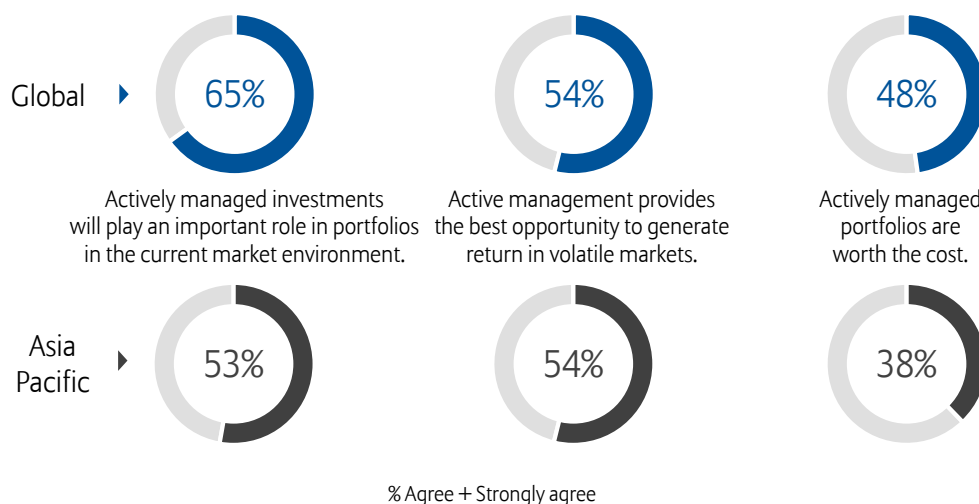 Global
65%
54%
48%
Actively managed investments
will play an important role in portfolios
in the current market environment.
Active management provides
the best opportunity to generate
return in volatile markets.
Actively managed
portfolios are
worth the cost.
Asia
Pacific
53%
54%
38%
% Agree + Strongly agree